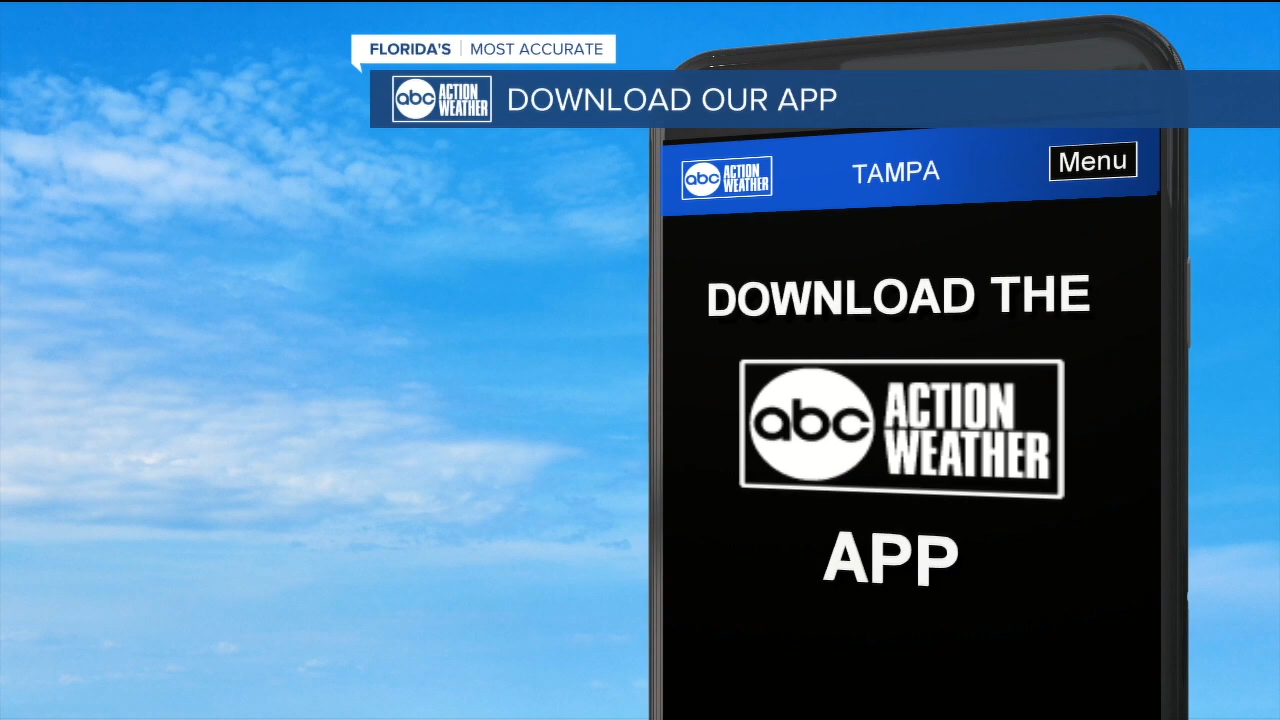 FLORIDA'S | MOST ACCURATE
abc ACTION WEATHER DOWNLOAD OUR APP
abc ACTION WEATHER TAMPA Menu
DOWNLOAD THE
abc ACTION
WEATHER
APP